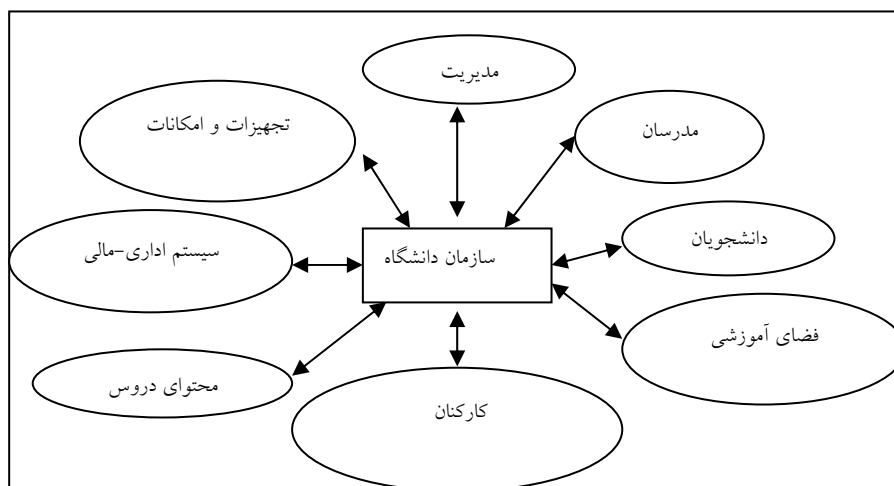 مدیریت
تجهیزات و امکانات
مدرسان
دانشجویان
سیستم اداری-مالی
سازمان دانشگاه
فضای آموزشی
محتوای دروس
کارکنان